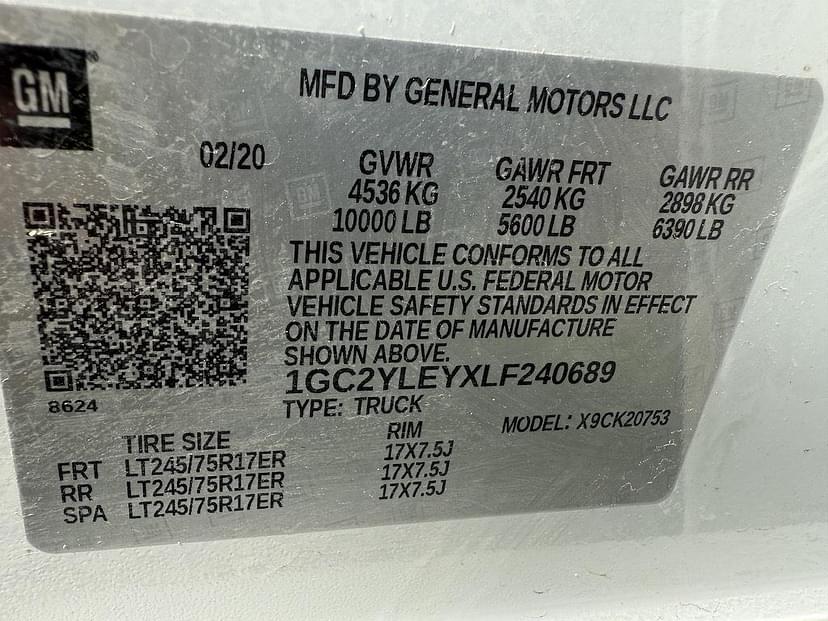 GM
MFD BY GENERAL MOTORS LLC
02/20 GVWR GAWR FRT GAWR RR
4536 KG 2540 KG 2898 KG
10000 LB 5600 LB 6390 LB
THIS VEHICLE CONFORMS TO ALL
APPLICABLE U.S. FEDERAL MOTOR
VEHICLE SAFETY STANDARDS IN EFFECT
ON THE DATE OF MANUFACTURE
SHOWN ABOVE.
1GC2YLEYXLF240689
8624
TYPE: TRUCK MODEL: X9CK20753
TIRE SIZE RIM
FRT LT245/75R17ER 17X7.5J
RR LT245/75R17ER 17X7.5J
SPA LT245/75R17ER 17X7.5J